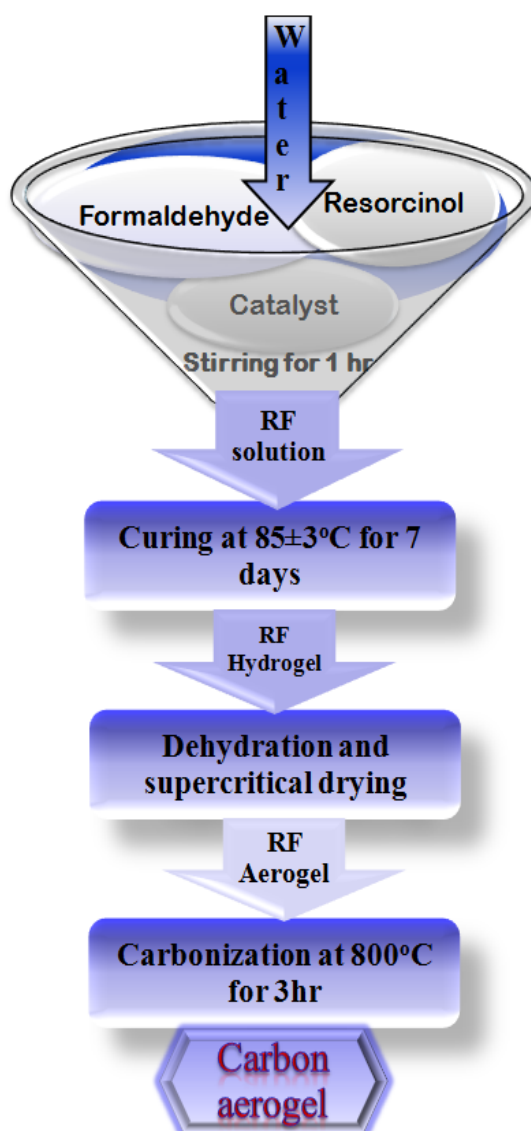 Water
Formaldehyde
Resorcinol
Catalyst
Stirring for 1 hr
RF
solution
Curing at 85±3°C for 7
days
RF
Hydrogel
Dehydration and
supercritical drying
RF
Aerogel
Carbonization at 800°C
for 3hr
Carbon
aerogel